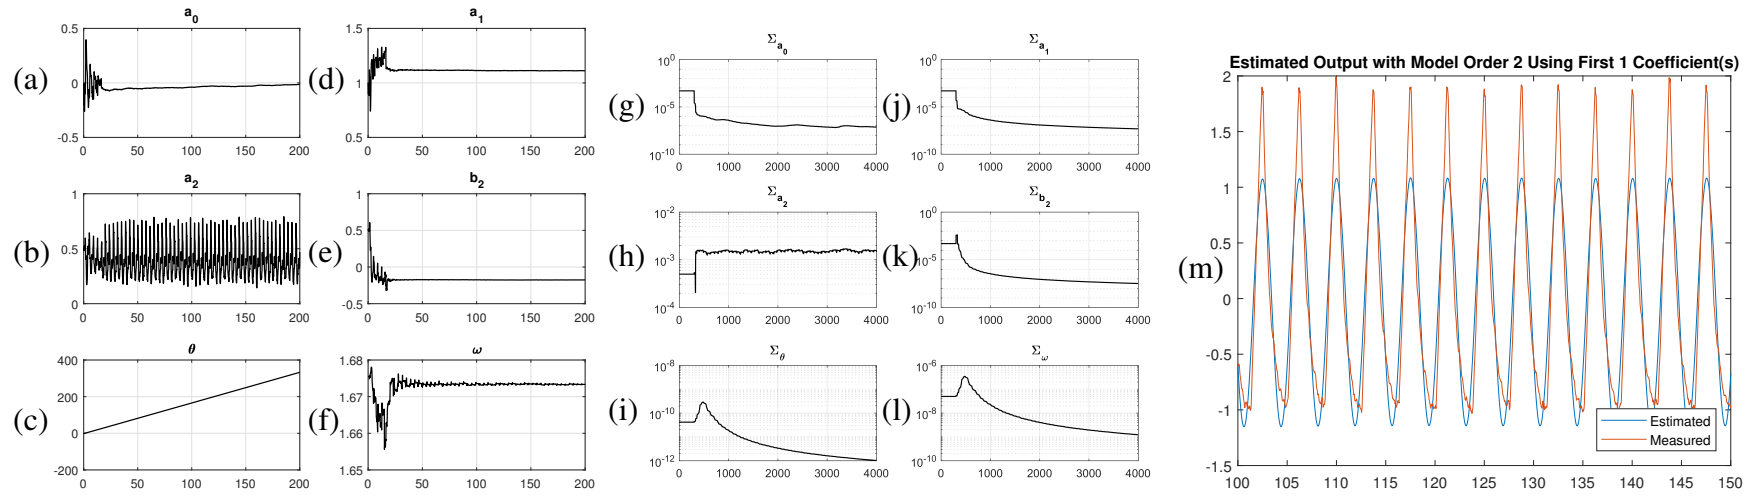 (a)
a0
0.5
0
-0.5
0 50 100 150 200
(d)
a1
1.5
1
0.5
0 50 100 150 200
(b)
a2
1
0.5
0
0 50 100 150 200
(e)
b2
1
0.5
0
-0.5
0 50 100 150 200
(c)
θ
400
200
0
-200
0 50 100 150 200
(f)
ω
1.68
1.67
1.66
1.65
0 50 100 150 200
(g)
Σa0
10^0
10^-5
10^-10
0 1000 2000 3000 4000
(j)
Σa1
10^0
10^-5
10^-10
0 1000 2000 3000 4000
(h)
Σa2
10^-2
10^-3
10^-4
0 1000 2000 3000 4000
(k)
Σb2
10^0
10^-5
10^-10
0 1000 2000 3000 4000
(i)
Σθ
10^-8
10^-10
10^-12
0 1000 2000 3000 4000
(l)
Σω
10^-6
10^-8
10^-10
0 1000 2000 3000 4000
(m)
Estimated Output with Model Order 2 Using First 1 Coefficient(s)
2
1.5
1
0.5
0
-0.5
-1
-1.5
100 105 110 115 120 125 130 135 140 145 150
Estimated
Measured